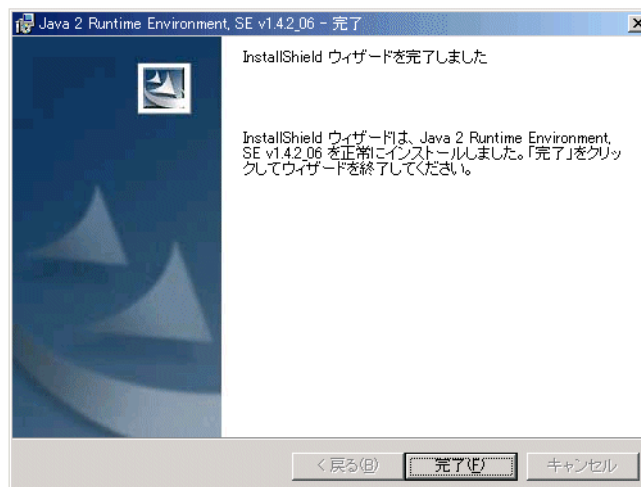 Java 2 Runtime Environment, SE v1.4.2_06 - 完了
InstallShield ウィザードを完了しました
InstallShield ウィザードは、Java 2 Runtime Environment,
SE v1.4.2_06 を正常にインストールしました。「完了」をクリッ
クしてウィザードを終了してください。
< 戻る(B)
完了(F)
キャンセル